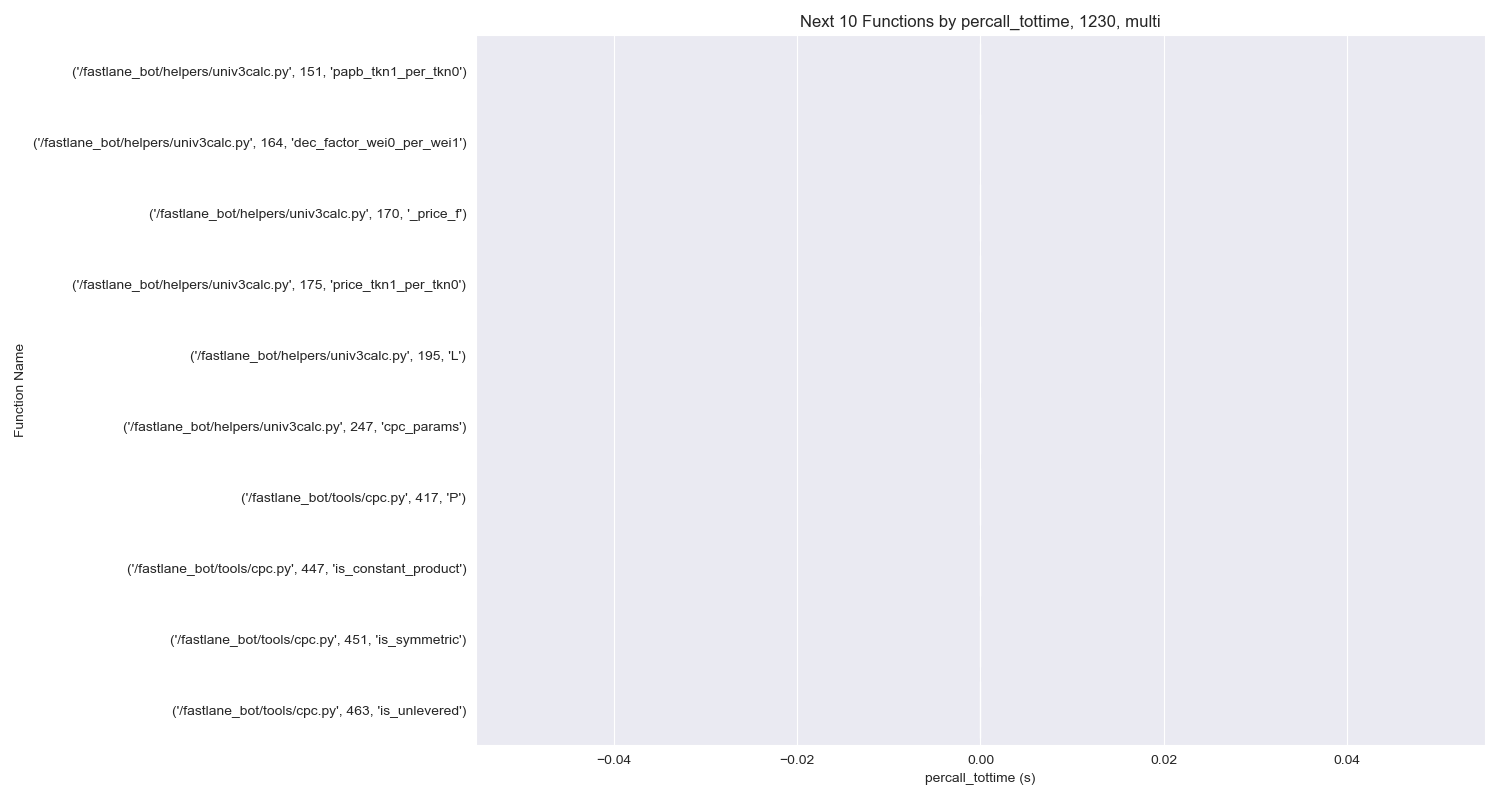 Next 10 Functions by percall_tottime, 1230, multi
('/fastlane_bot/helpers/univ3calc.py', 151, 'papb_tkn1_per_tkn0')
('/fastlane_bot/helpers/univ3calc.py', 164, 'dec_factor_wei0_per_wei1')
('/fastlane_bot/helpers/univ3calc.py', 170, '_price_f')
('/fastlane_bot/helpers/univ3calc.py', 175, 'price_tkn1_per_tkn0')
('/fastlane_bot/helpers/univ3calc.py', 195, 'L')
('/fastlane_bot/helpers/univ3calc.py', 247, 'cpc_params')
('/fastlane_bot/tools/cpc.py', 417, 'P')
('/fastlane_bot/tools/cpc.py', 447, 'is_constant_product')
('/fastlane_bot/tools/cpc.py', 451, 'is_symmetric')
('/fastlane_bot/tools/cpc.py', 463, 'is_unlevered')
Function Name
−0.04 −0.02 0.00 0.02 0.04
percall_tottime (s)